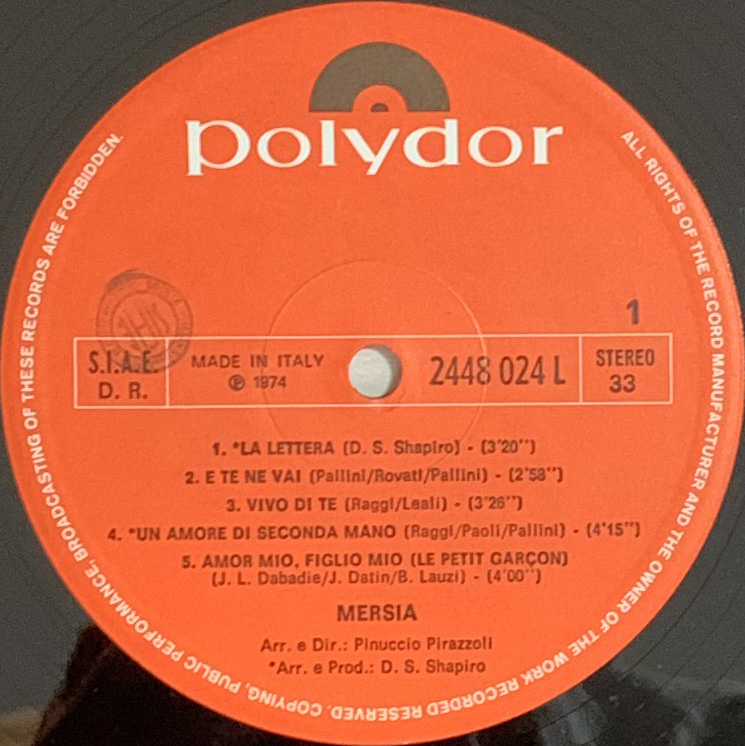 polydor
BROADCASTING OF THESE RECORDS ARE FORBIDDEN.
ALL RIGHTS OF THE RECORD MANUFACTURER AND THE OWNER OF THE WORK RECORDED RESERVED. COPYING, PUBLIC PERFORMANCE,
1
S.I.A.E.
D. R.
MADE IN ITALY
℗ 1974
2448 024 L
STEREO
33
1. *LA LETTERA (D. S. Shapiro) - (3'20'')
2. E TE NE VAI (Pallini/Rovati/Pallini) - (2'58'')
3. VIVO DI TE (Raggi/Leali) - (3'26'')
4. *UN AMORE DI SECONDA MANO (Raggi/Paoli/Pallini) - (4'15'')
5. AMOR MIO, FIGLIO MIO (LE PETIT GARÇON)
(J. L. Dabadie/J. Datin/B. Lauzi) - (4'00'')
MERSIA
Arr. e Dir.: Pinuccio Pirazzoli
*Arr. e Prod.: D. S. Shapiro